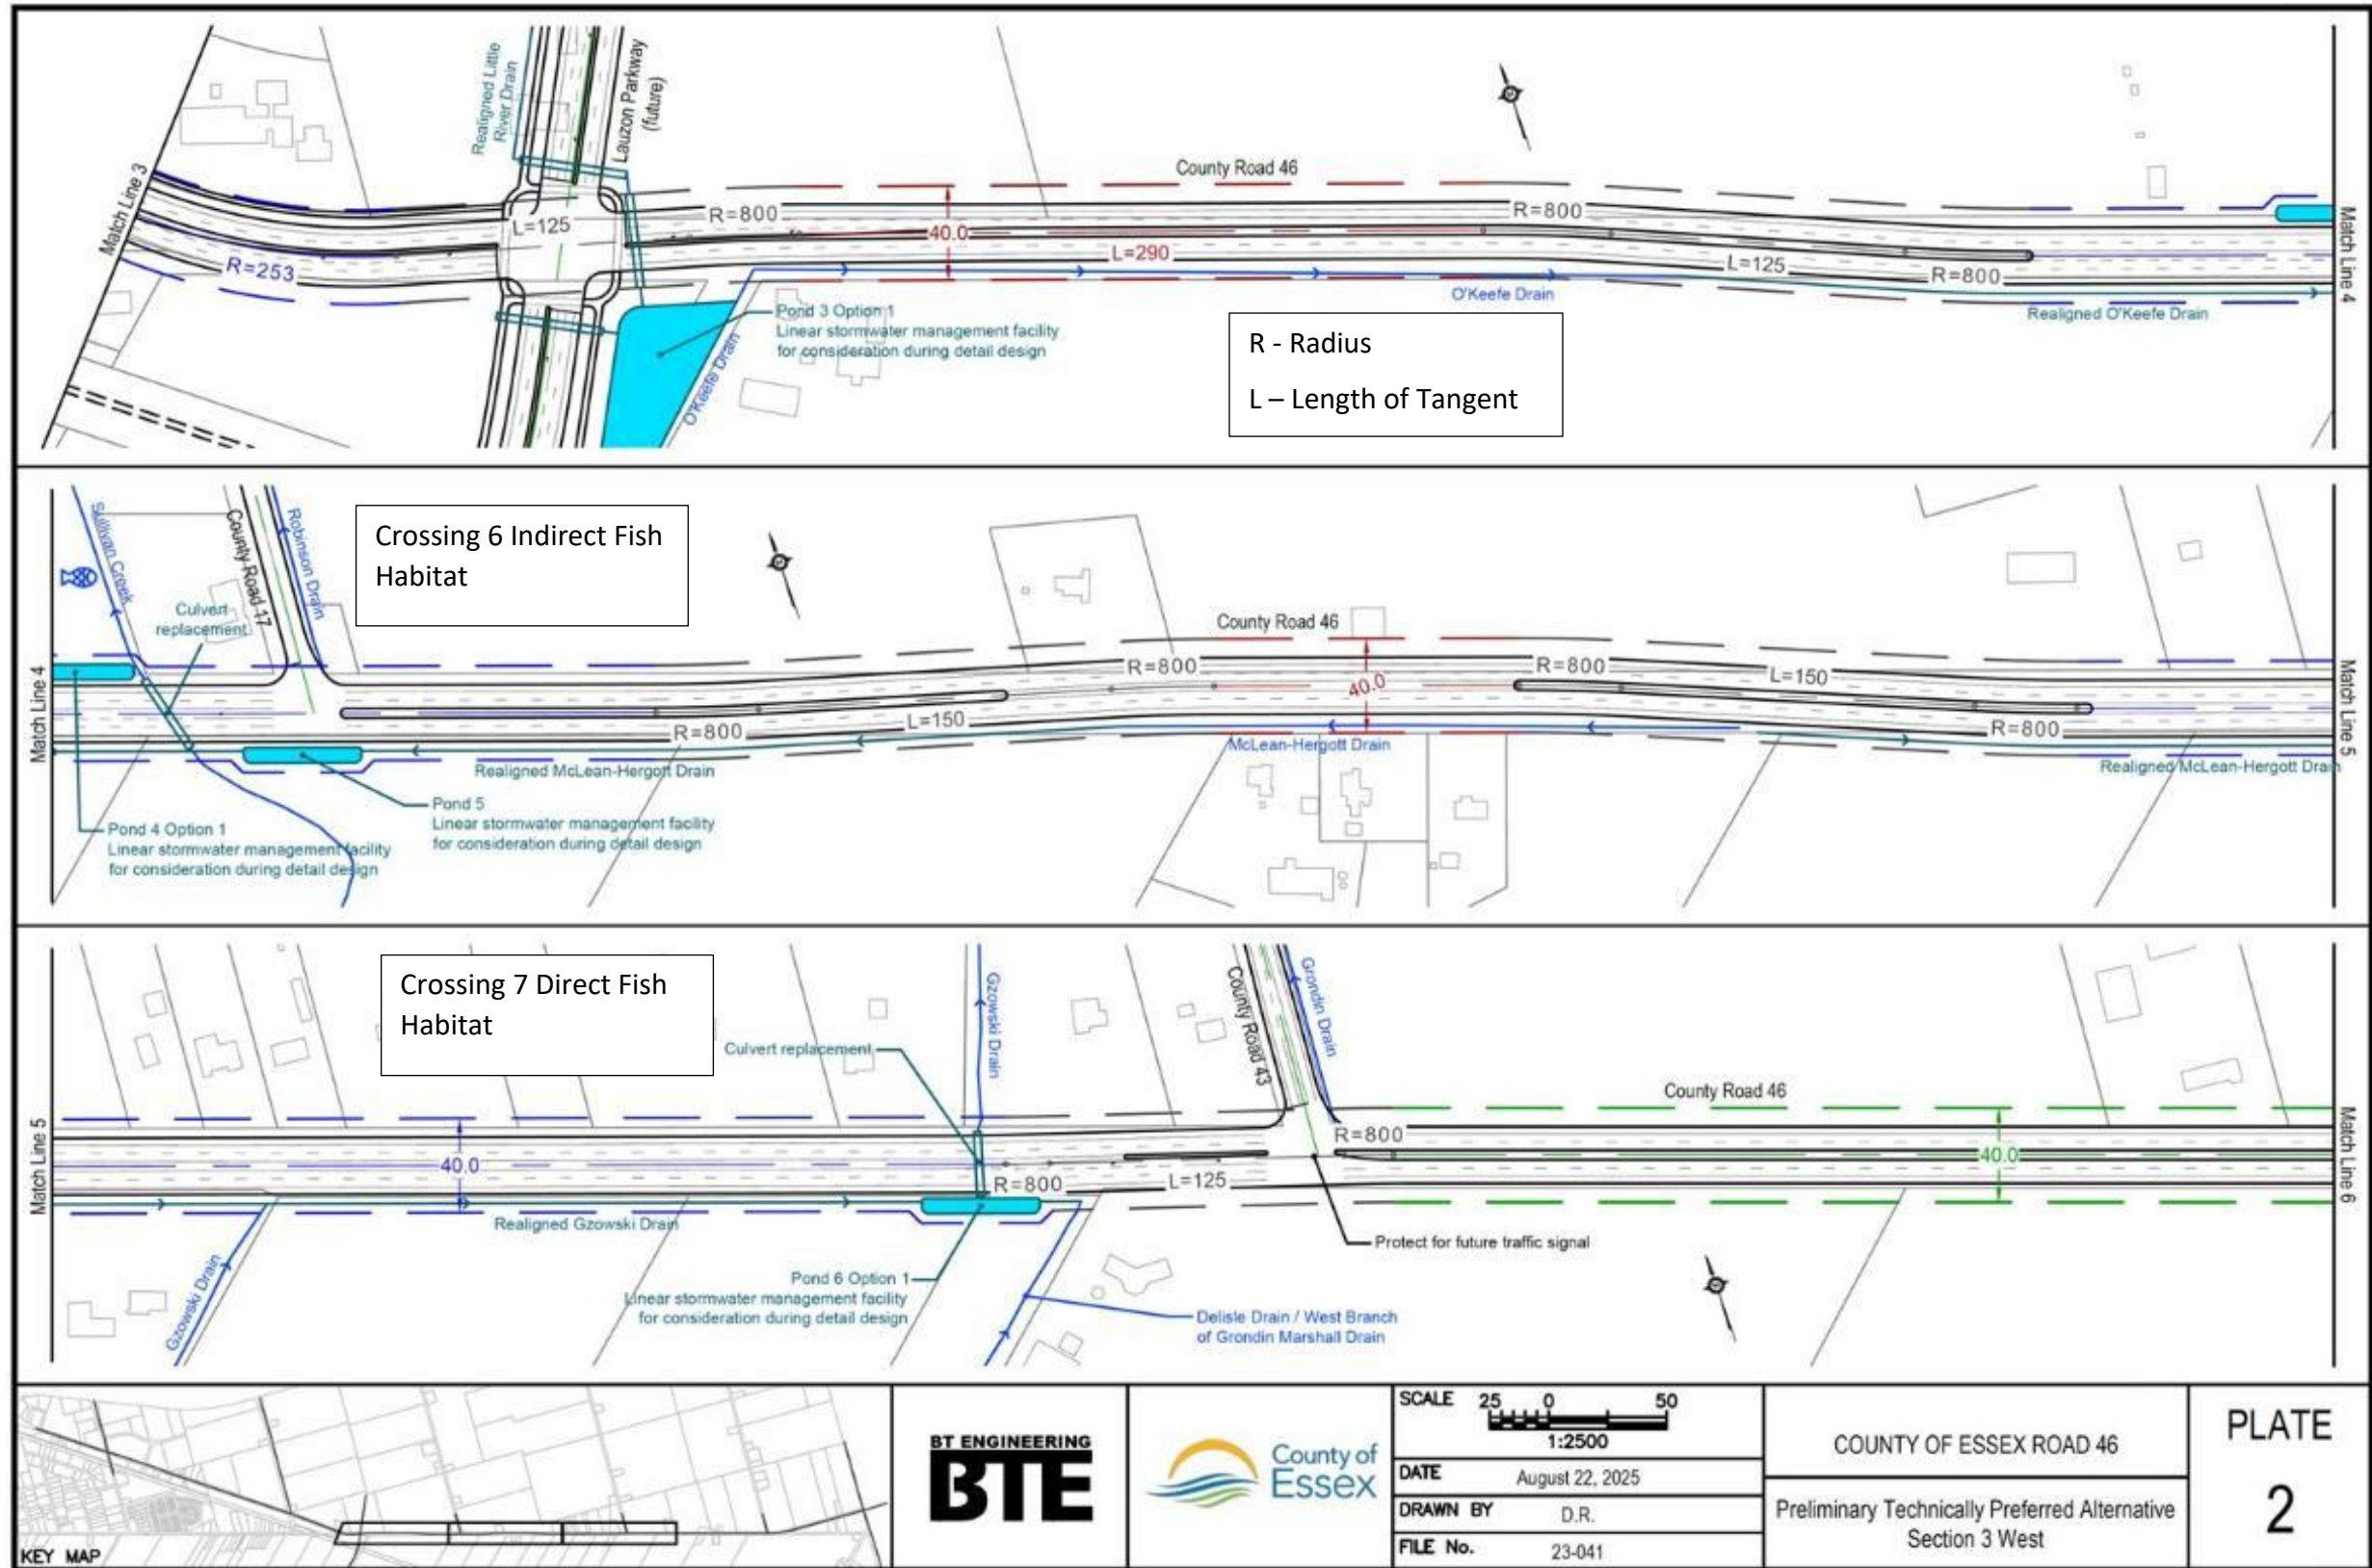 Match Line 3
Realigned Little
River Drain
Lauzon Parkway
(future)
County Road 46
R=253
L=125
R=800
40.0
L=290
R=800
L=125
R=800
O'Keefe Drain
Realigned O'Keefe Drain
Match Line 4
Pond 3 Option 1
Linear stormwater management facility
for consideration during detail design
O'Keefe Drain
R - Radius
L – Length of Tangent
Match Line 4
Sullivan Creek
County Road 17
Robinson Drain
Culvert
replacement
Crossing 6 Indirect Fish
Habitat
County Road 46
R=800
L=150
R=800
40.0
R=800
L=150
R=800
Realigned McLean-Hergott Drain
McLean-Hergott Drain
Realigned McLean-Hergott Drain
Match Line 5
Pond 5
Linear stormwater management facility
for consideration during detail design
Pond 4 Option 1
Linear stormwater management facility
for consideration during detail design
Match Line 5
Crossing 7 Direct Fish
Habitat
Culvert replacement
Gzowski Drain
County Road 43
Grondin Drain
County Road 46
40.0
R=800
L=125
R=800
40.0
Match Line 6
Realigned Gzowski Drain
Gzowski Drain
Protect for future traffic signal
Pond 6 Option 1
Linear stormwater management facility
for consideration during detail design
Delisle Drain / West Branch
of Grondin Marshall Drain
KEY MAP
BT ENGINEERING
BTE
County of
Essex
SCALE
25 0 50
1:2500
DATE August 22, 2025
DRAWN BY D.R.
FILE No. 23-041
COUNTY OF ESSEX ROAD 46
Preliminary Technically Preferred Alternative
Section 3 West
PLATE
2